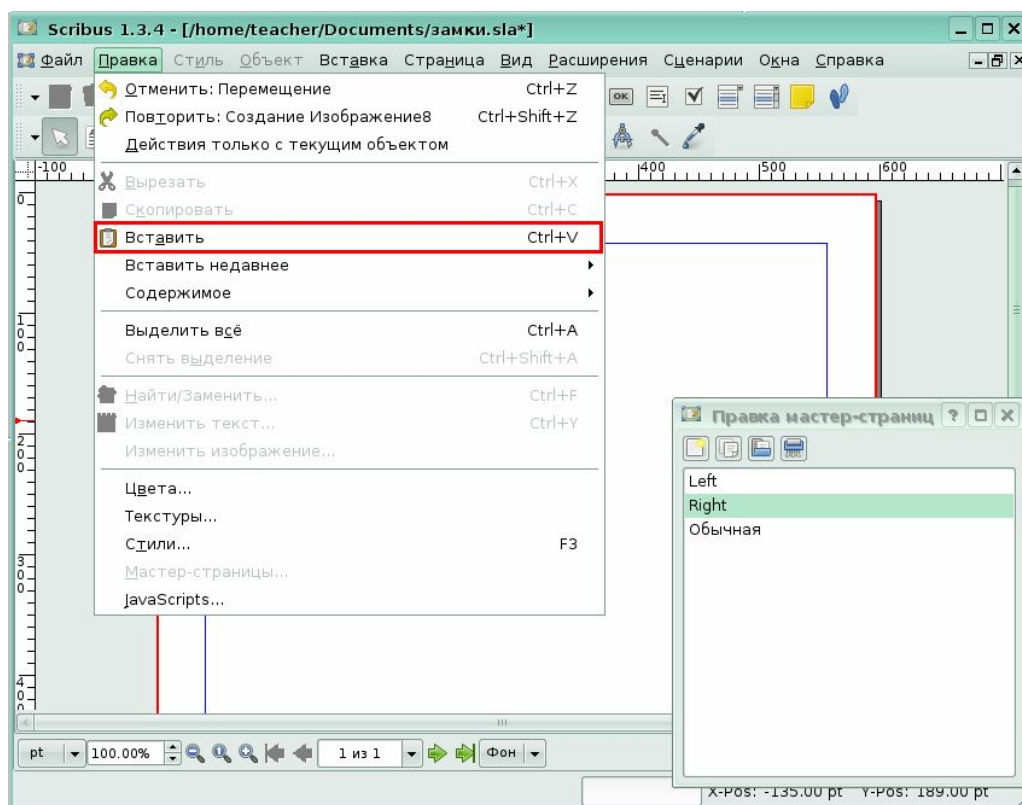 Scribus 1.3.4 - [/home/teacher/Documents/замки.sla*]
Файл Правка Стиль Объект Вставка Страница Вид Расширения Сценарии Окна Справка
Отменить: Перемещение Ctrl+Z
Повторить: Создание Изображение8 Ctrl+Shift+Z
Действия только с текущим объектом
OK
-100 400 500 600
Вырезать Ctrl+X
Скопировать Ctrl+C
0
Вставить Ctrl+V
Вставить недавнее
Содержимое
100
Выделить всё Ctrl+A
Снять выделение Ctrl+Shift+A
Найти/Заменить... Ctrl+F
Изменить текст... Ctrl+Y
Изменить изображение...
200
Цвета...
Текстуры...
Стили... F3
Мастер-страницы...
JavaScripts...
300
400
Правка мастер-страниц
Left
Right
Обычная
pt 100.00% 1 из 1 Фон
X-Pos: -135.00 pt Y-Pos: 189.00 pt